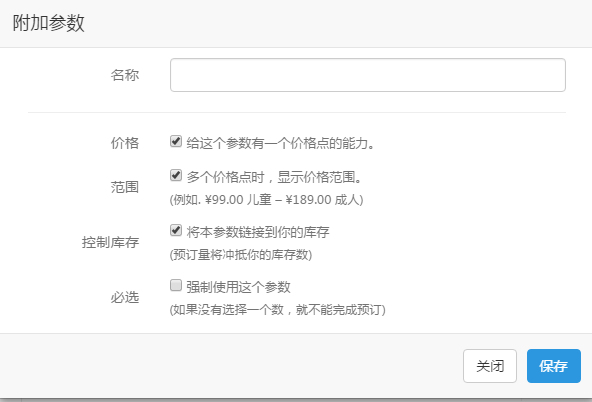 附加参数
名称
价格 给这个参数有一个价格点的能力。
范围 多个价格点时，显示价格范围。
(例如. ¥99.00 儿童 – ¥189.00 成人)
控制库存 将本参数链接到你的库存
(预订量将冲抵你的库存数)
必选 强制使用这个参数
(如果没有选择一个数，就不能完成预订)
关闭 保存